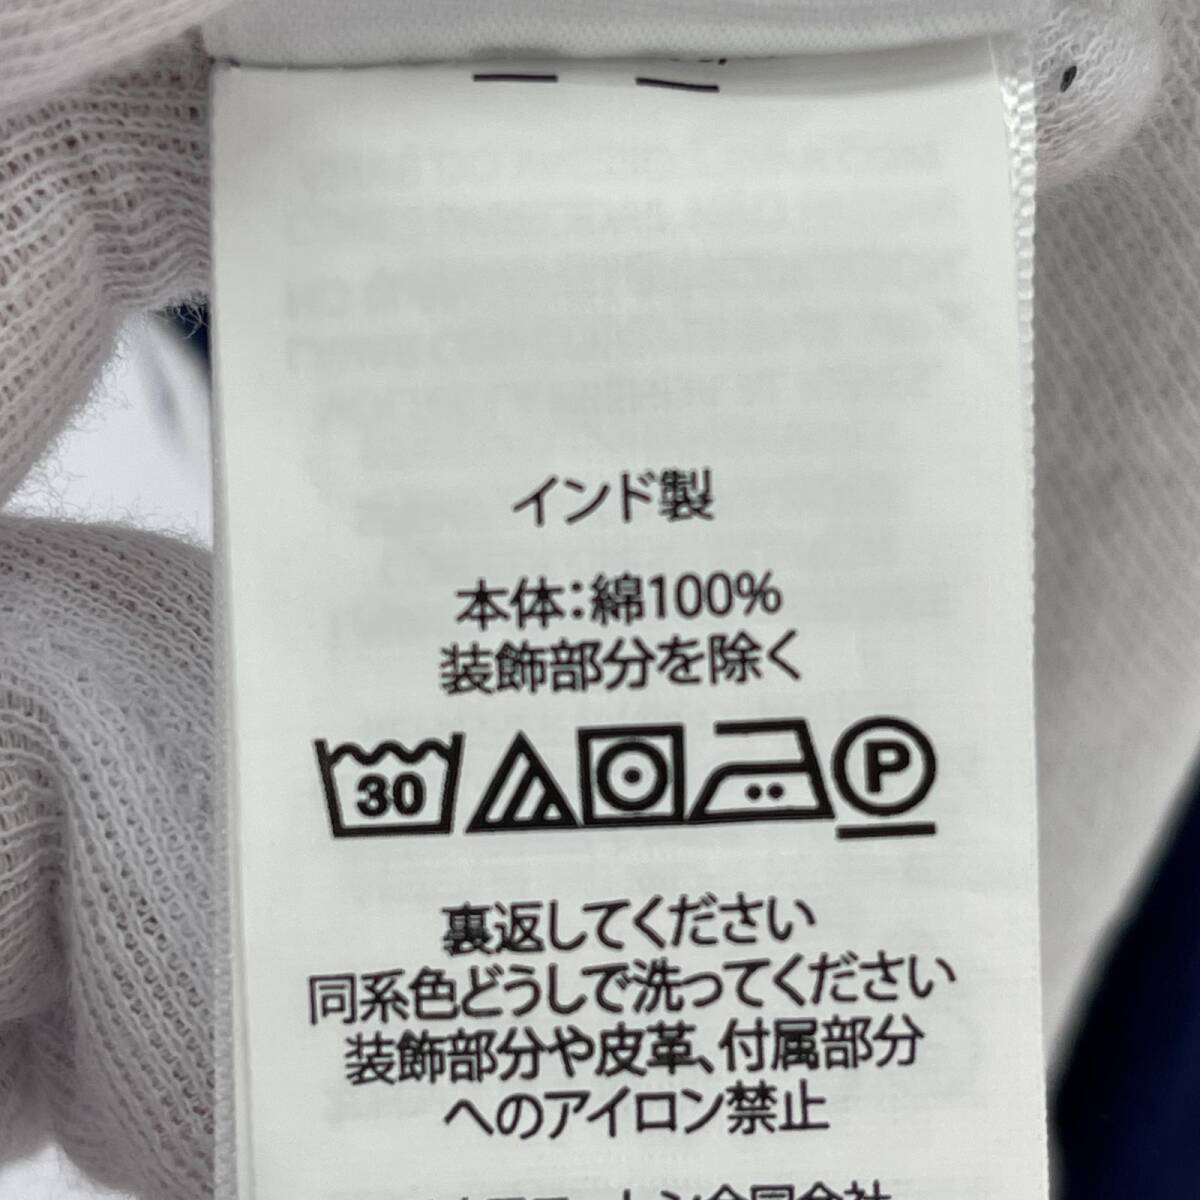 インド製
本体:綿100%
装飾部分を除く
30 P
裏返してください
同系色どうしで洗ってください
装飾部分や皮革、付属部分
へのアイロン禁止